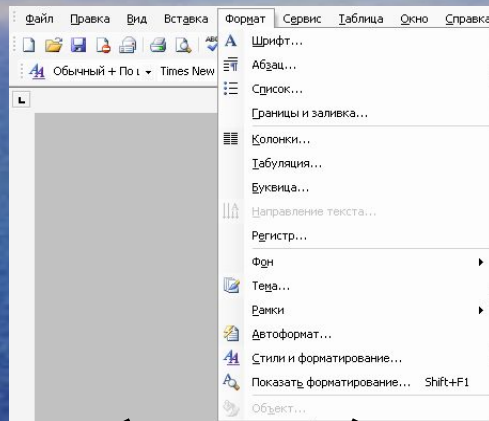 Файл Правка Вид Вставка Формат Сервис Таблица Окно Справка
Обычный + По Times New
Шрифт...
Абзац...
Список...
Границы и заливка...
Колонки...
Табуляция...
Буквица...
Направление текста...
Регистр...
Фон
Тема...
Рамки
Автоформат...
Стили и форматирование...
Показать форматирование... Shift+F1
Объект...